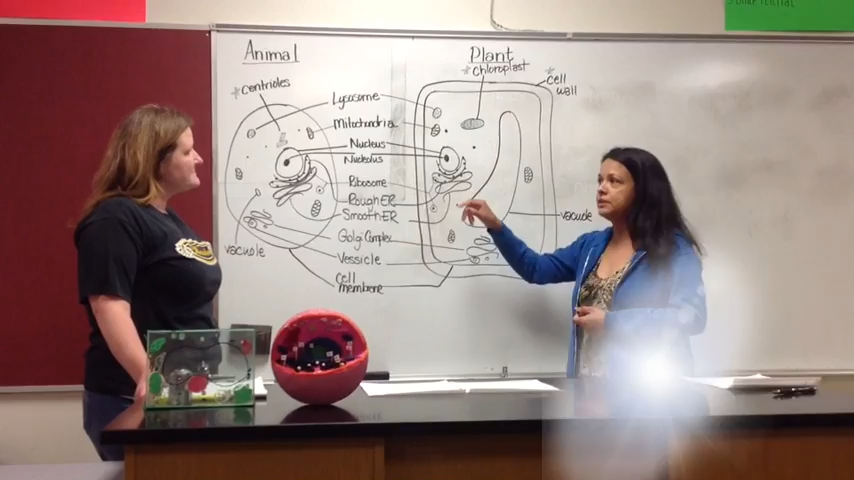 Animal
Plant
*Chloroplast
*Cell
wall
*Centrioles
Lysosome
Mitochondria
Nucleus
Nucleolus
Ribosome
Rough ER
Smooth ER
vacuole
Golgi Complex
vacuole
Vessicle
Cell
membrane